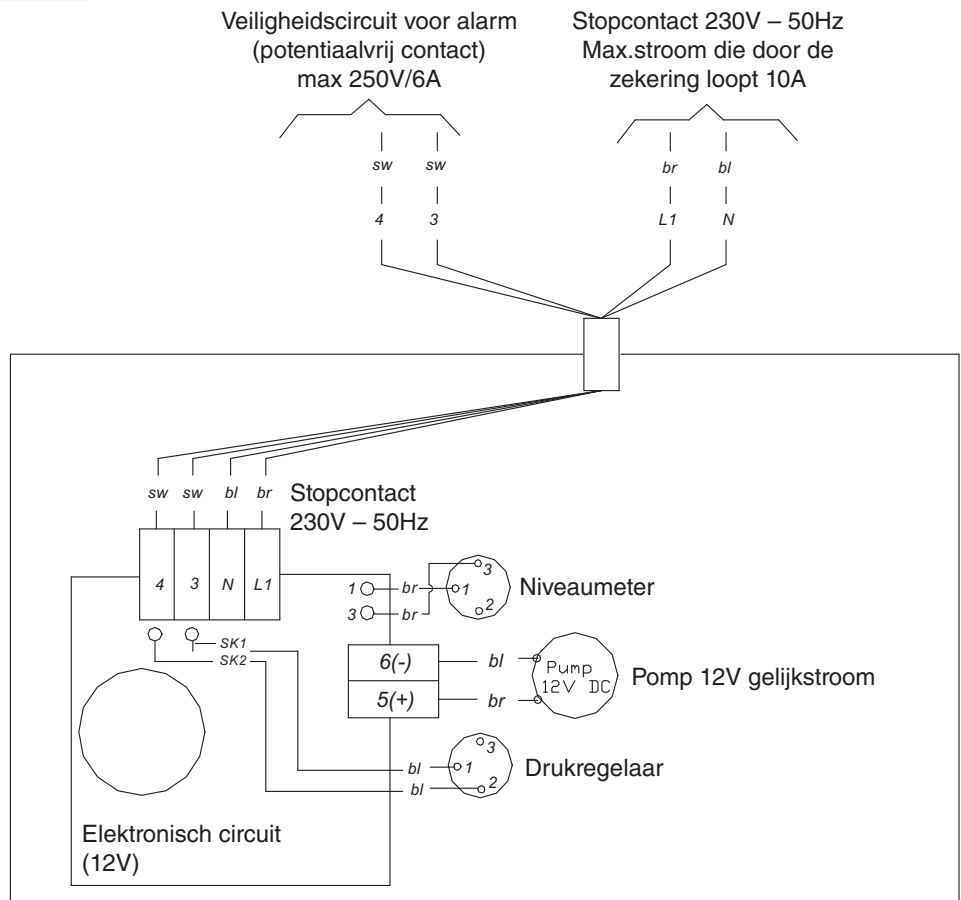 Veiligheidscircuit voor alarm
(potentiaalvrij contact)
max 250V/6A
Stopcontact 230V – 50Hz
Max.stroom die door de
zekering loopt 10A
sw sw br bl
4 3 L1 N
sw sw bl br
Stopcontact
230V – 50Hz
4 3 N L1
1 br 1 3 2
3 br
Niveaumeter
SK1
SK2
6(-) bl
5(+) br
Pump
12V DC
Pomp 12V gelijkstroom
bl 1 3 2
bl
Drukregelaar
Elektronisch circuit
(12V)